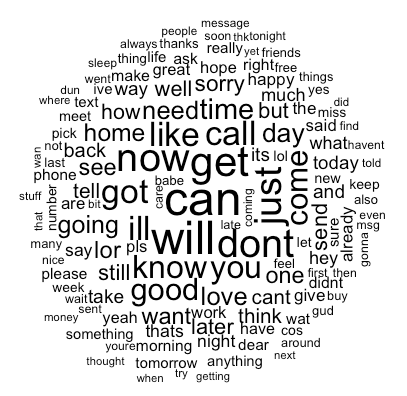 message
people soon thk tonight
always thanks really yet friends
sleep thing life ask right free
went make great hope happy things
dun ive way well sorry much yes
where text how need time but the did
meet miss
pick home like call day said find
not back what havent
wan last see now get its lol today told
phone babe new keep
stuff number tell got care can just come and also
are bit coming send already even
that going ill will dont late let sure msg
many say lor pls hey gonna
nice know you feel
please still good one first then
week didnt
wait take love cant give buy
sent want work think wat gud
money yeah later have cos
something thats night dear around
youre morning anything next
thought tomorrow
when try getting